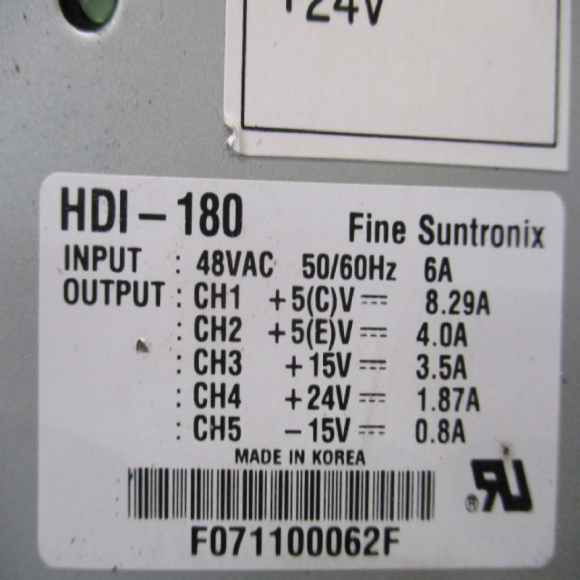 +24V
HDI-180 Fine Suntronix
INPUT : 48VAC 50/60Hz 6A
OUTPUT : CH1 +5(C)V ⎓ 8.29A
: CH2 +5(E)V ⎓ 4.0A
: CH3 +15V ⎓ 3.5A
: CH4 +24V ⎓ 1.87A
: CH5 -15V ⎓ 0.8A
MADE IN KOREA
F071100062F